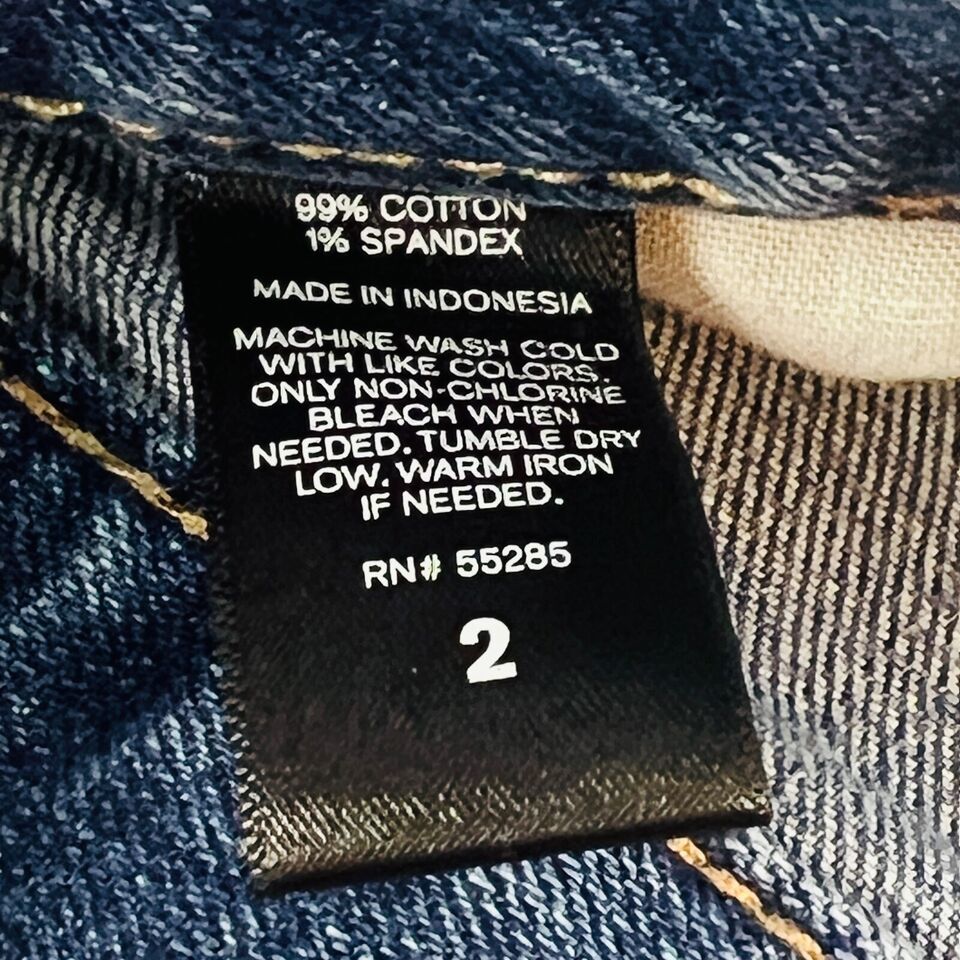 99% COTTON
1% SPANDEX
MADE IN INDONESIA
MACHINE WASH COLD
WITH LIKE COLORS.
ONLY NON-CHLORINE
BLEACH WHEN
NEEDED. TUMBLE DRY
LOW. WARM IRON
IF NEEDED.
RN# 55285
2